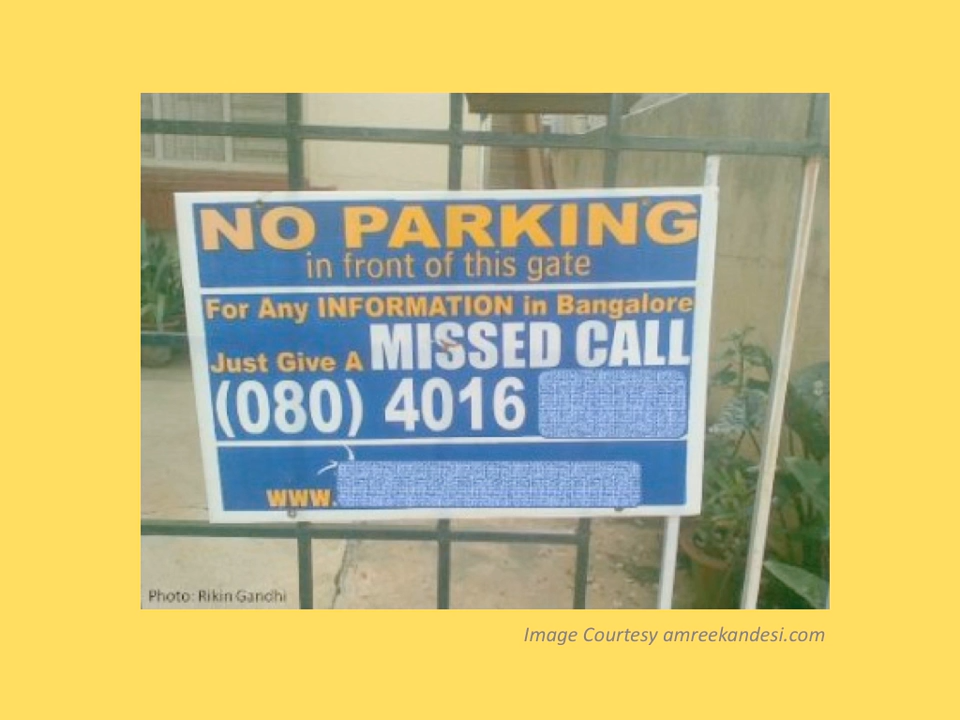 NO PARKING
in front of this gate
For Any INFORMATION in Bangalore
Just Give A MISSED CALL
(080) 4016
www.
Photo: Rikin Gandhi
Image Courtesy amreekandesi.com